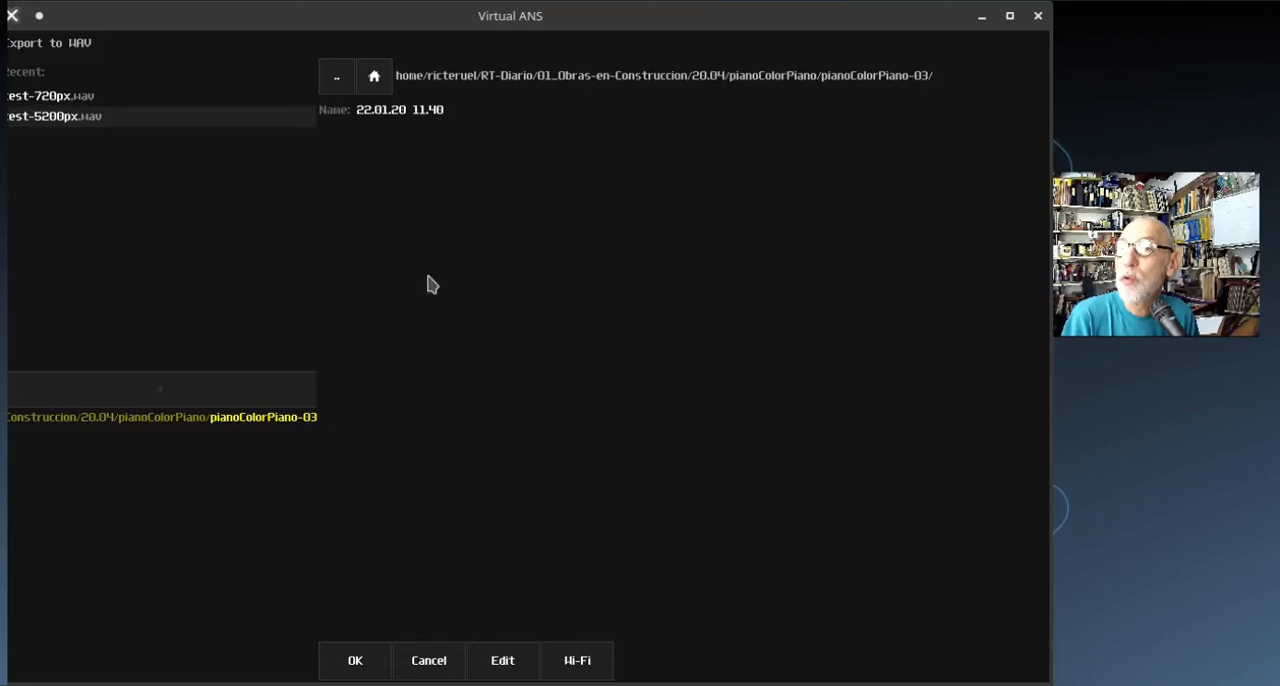 Virtual ANS
Export to WAV
Recent:
test-720px.wav
test-5200px.wav
..
home/ricteruel/RT-Diario/01_Obras-en-Construccion/20.04/pianoColorPiano/pianoColorPiano-03/
Name: 22.01.20 11.40
Construccion/20.04/pianoColorPiano/pianoColorPiano-03
OK Cancel Edit Wi-Fi